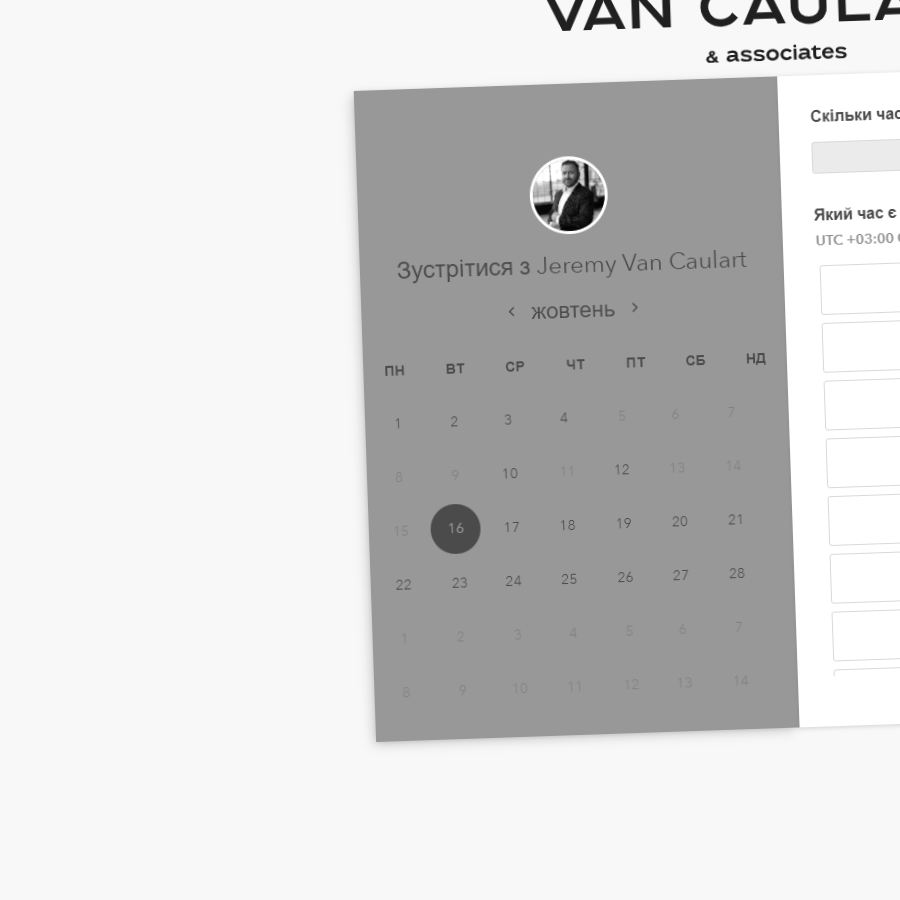 VAN CAULA
& associates
Зустрітися з Jeremy Van Caulart
‹ жовтень ›
ПН ВТ СР ЧТ ПТ СБ НД
1 2 3 4 5 6 7
8 9 10 11 12 13 14
15 16 17 18 19 20 21
22 23 24 25 26 27 28
1 2 3 4 5 6 7
8 9 10 11 12 13 14
Скільки час
Який час є
UTC +03:00